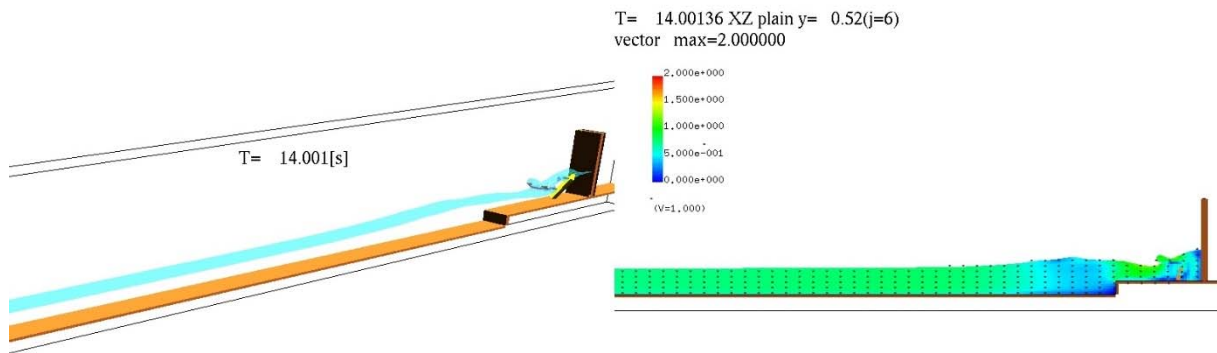 T= 14.001[s]
T= 14.00136 XZ plain y= 0.52(j=6)
vector max=2.000000
2.000e+000
1.500e+000
1.000e+000
5.000e-001
0.000e+000
(V=1.000)